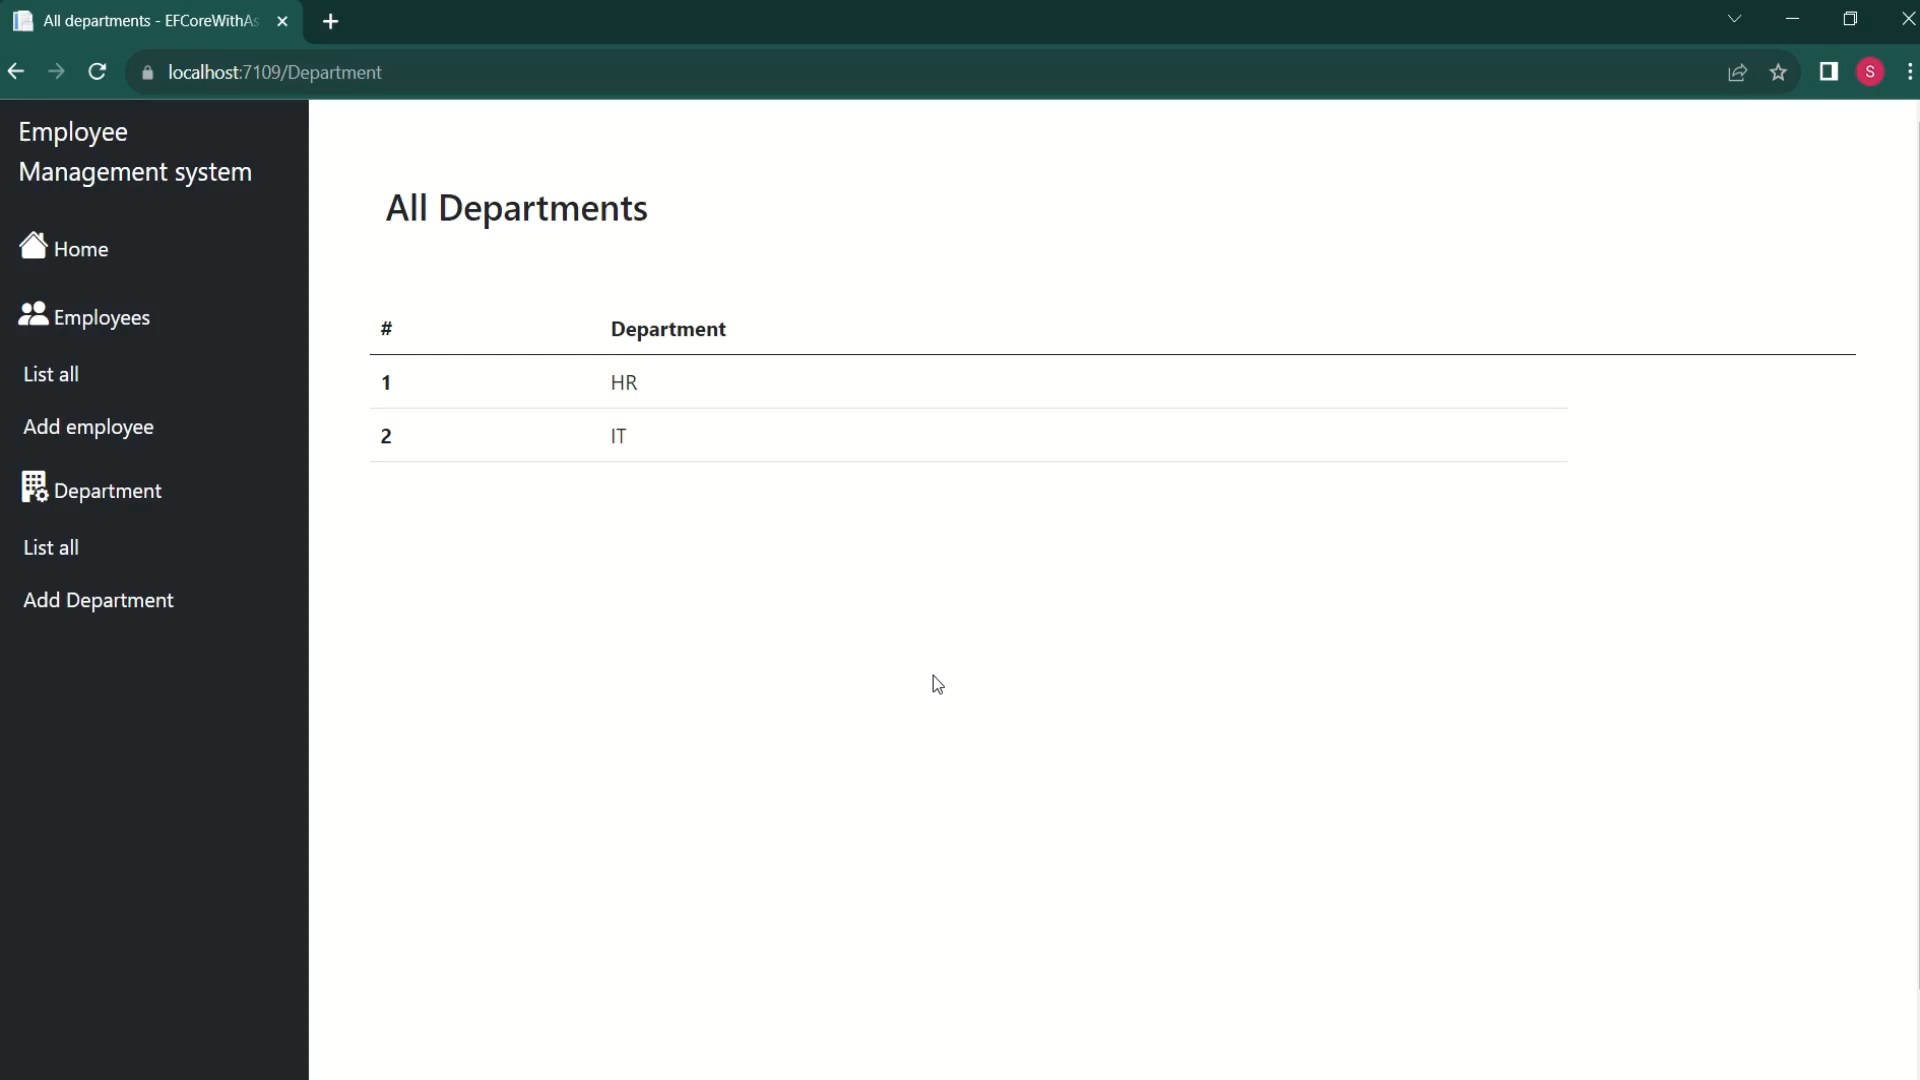 All departments - EFCoreWithAs
localhost:7109/Department
S
Employee
Management system
Home
Employees
List all
Add employee
Department
List all
Add Department
All Departments
# Department
1 HR
2 IT